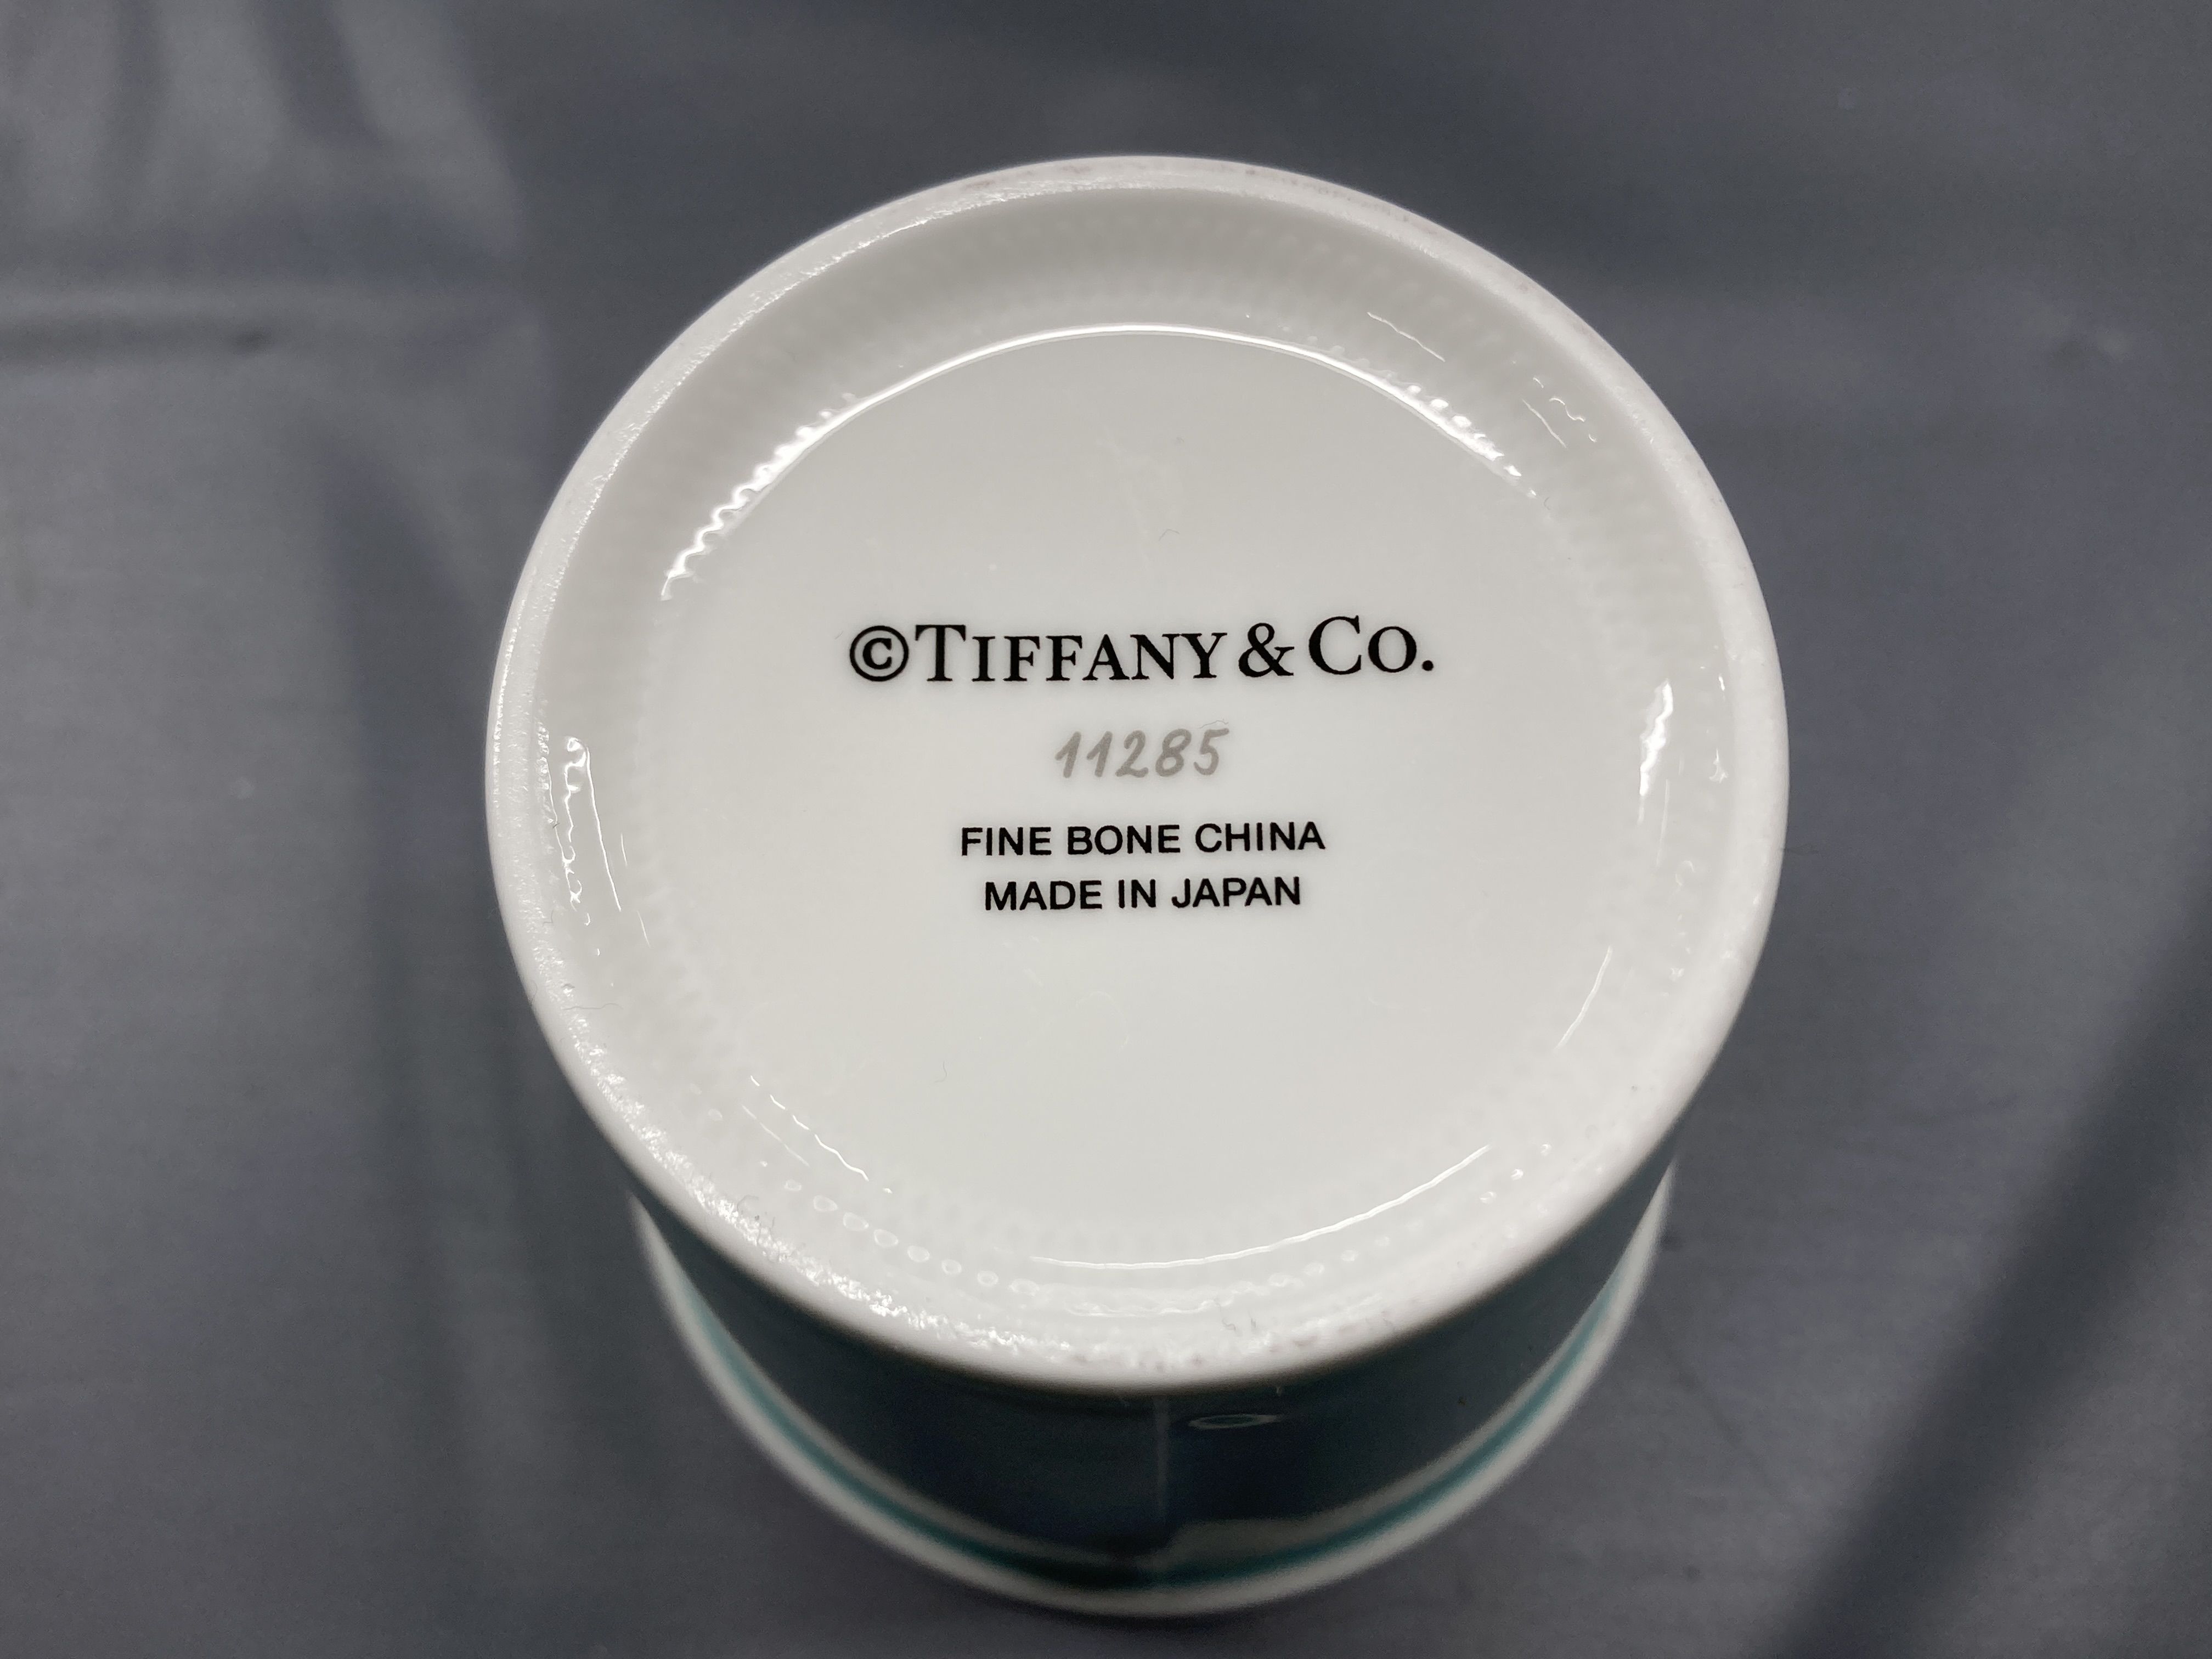 ©TIFFANY & CO.
11285
FINE BONE CHINA
MADE IN JAPAN